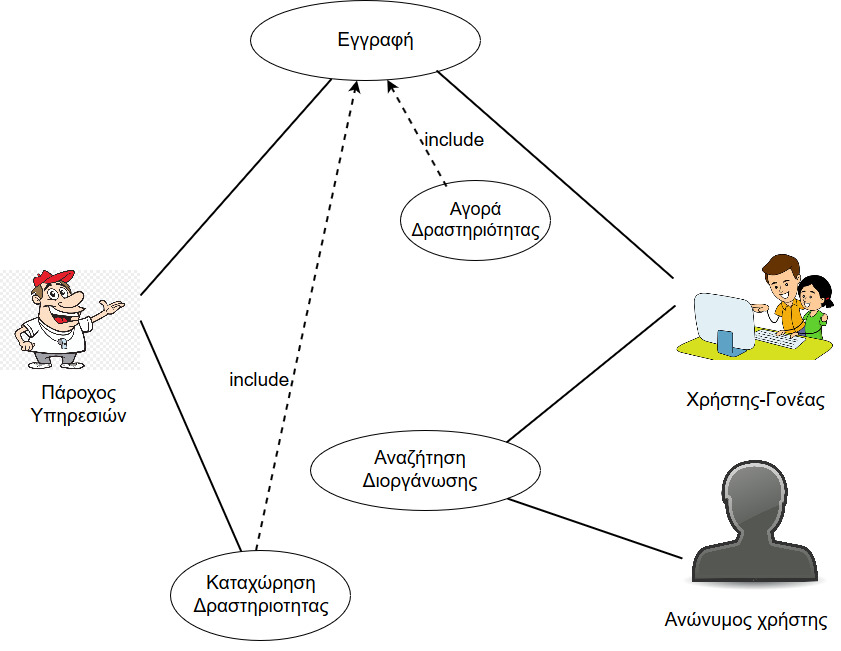 Εγγραφή
include
Αγορά
Δραστηριότητας
include
Πάροχος
Υπηρεσιών
Χρήστης-Γονέας
Αναζήτηση
Διοργάνωσης
Καταχώρηση
Δραστηριοτητας
Ανώνυμος χρήστης